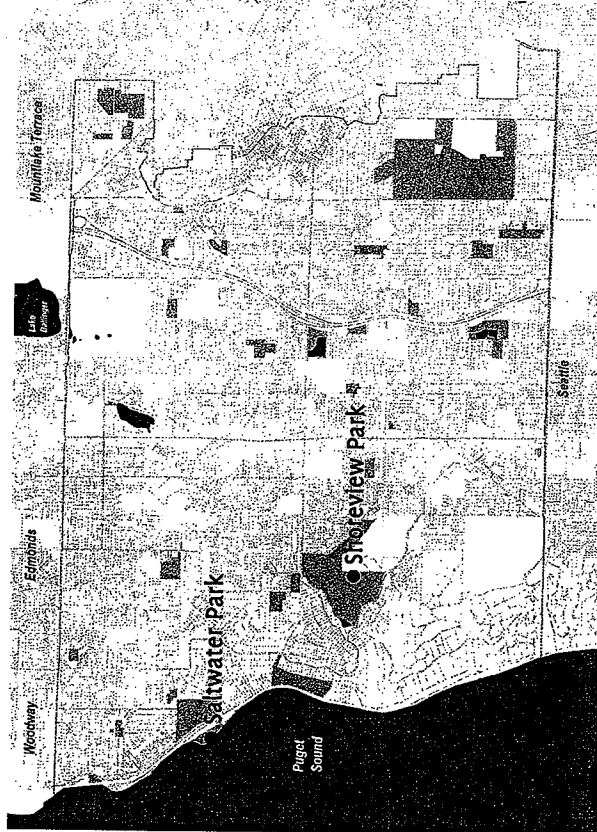 Woodway
Edmonds
Lake
Ballinger
Mountlake Terrace
Saltwater Park
Shoreview Park
Puget
Sound
Seattle